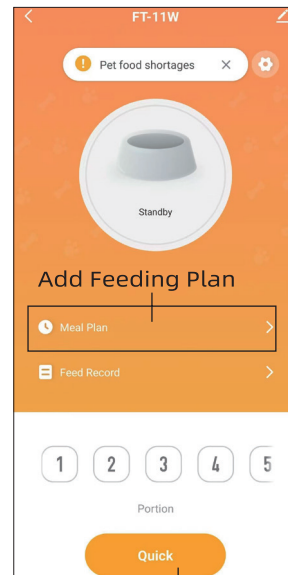 FT-11W
Pet food shortages
Standby
Add Feeding Plan
Meal Plan
Feed Record
1 2 3 4 5
Portion
Quick